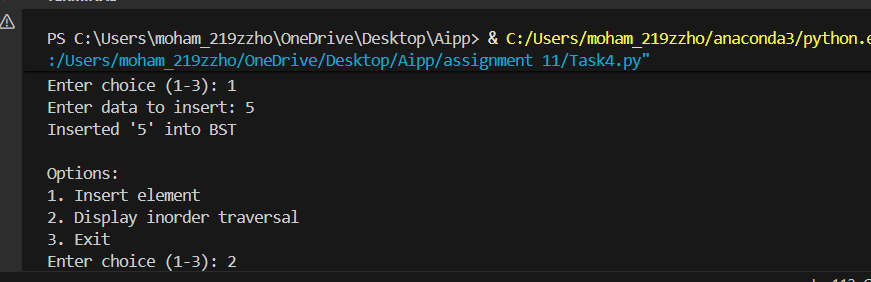 PS C:\Users\moham_219zzho\OneDrive\Desktop\Aipp> & C:/Users/moham_219zzho/anaconda3/python.e
:/Users/moham_219zzho/OneDrive/Desktop/Aipp/assignment 11/Task4.py"
Enter choice (1-3): 1
Enter data to insert: 5
Inserted '5' into BST
Options:
1. Insert element
2. Display inorder traversal
3. Exit
Enter choice (1-3): 2